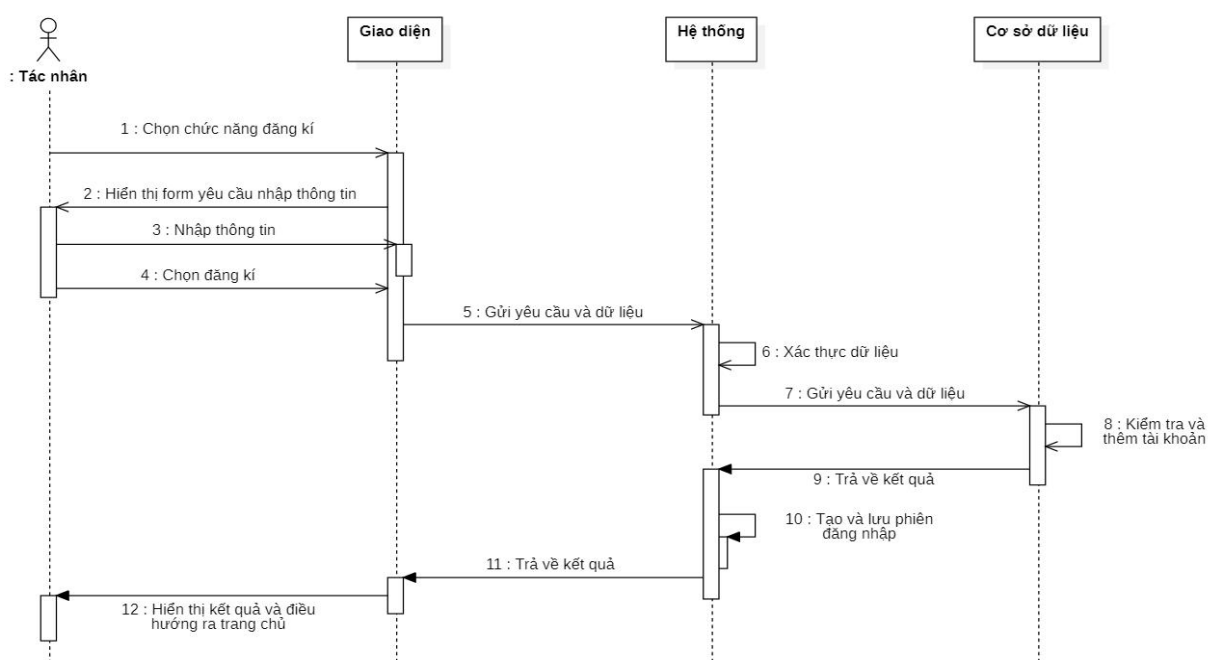 : Tác nhân
Giao diện
Hệ thống
Cơ sở dữ liệu
1 : Chọn chức năng đăng kí
2 : Hiển thị form yêu cầu nhập thông tin
3 : Nhập thông tin
4 : Chọn đăng kí
5 : Gửi yêu cầu và dữ liệu
6 : Xác thực dữ liệu
7 : Gửi yêu cầu và dữ liệu
8 : Kiểm tra và
thêm tài khoản
9 : Trả về kết quả
10 : Tạo và lưu phiên
đăng nhập
11 : Trả về kết quả
12 : Hiển thị kết quả và điều
hướng ra trang chủ